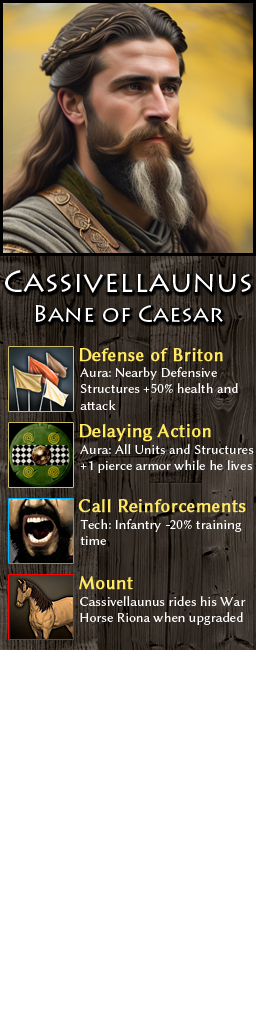 Cassivellaunus
Bane of Caesar
Defense of Briton
Aura: Nearby Defensive
Structures +50% health and
attack
Delaying Action
Aura: All Units and Structures
+1 pierce armor while he lives
Call Reinforcements
Tech: Infantry -20% training
time
Mount
Cassivellaunus rides his War
Horse Riona when upgraded